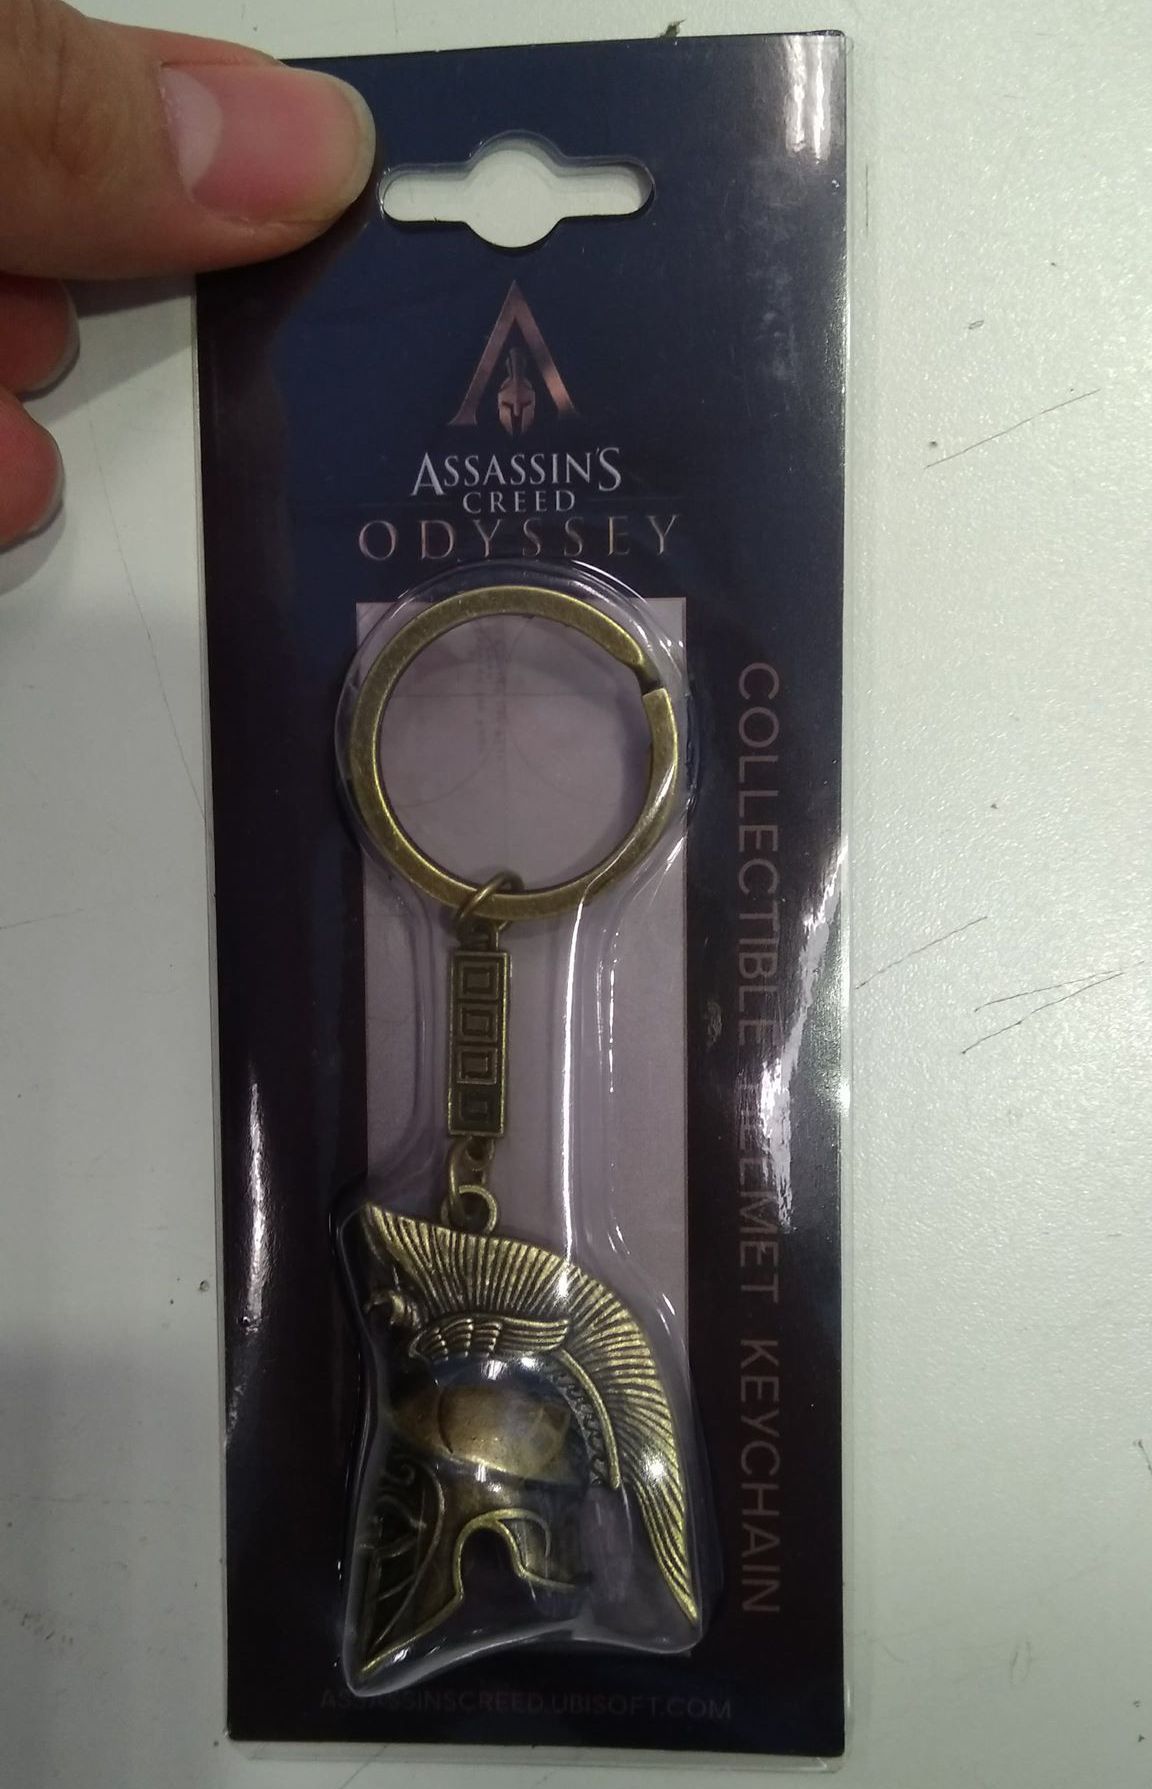 ASSASSIN'S
CREED
ODYSSEY
COLLECTIBLE HELMET KEYCHAIN
ASSASSINSCREED.UBISOFT.COM